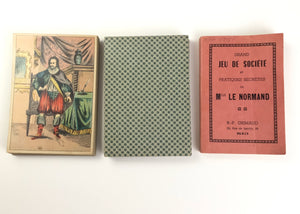 GRAND
JEU DE SOCIÉTÉ
ET
PRATIQUES SECRÈTES
DE
Mlle LE NORMAND
B.-P. GRIMAUD
PARIS